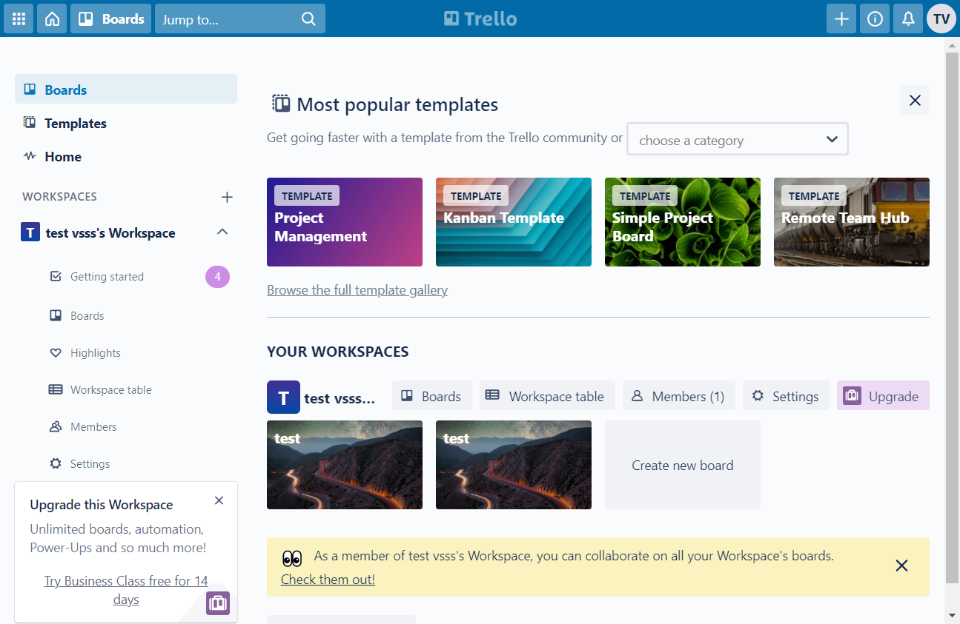 Boards
Jump to...
Trello
TV
Boards
Templates
Home
WORKSPACES
T test vsss's Workspace
Getting started 4
Boards
Highlights
Workspace table
Members
Settings
Upgrade this Workspace
Unlimited boards, automation,
Power-Ups and so much more!
Try Business Class free for 14
days
Most popular templates
Get going faster with a template from the Trello community or choose a category
TEMPLATE
Project
Management
TEMPLATE
Kanban Template
TEMPLATE
Simple Project
Board
TEMPLATE
Remote Team Hub
Browse the full template gallery
YOUR WORKSPACES
T test vsss... Boards Workspace table Members (1) Settings Upgrade
test test Create new board
As a member of test vsss's Workspace, you can collaborate on all your Workspace's boards.
Check them out!